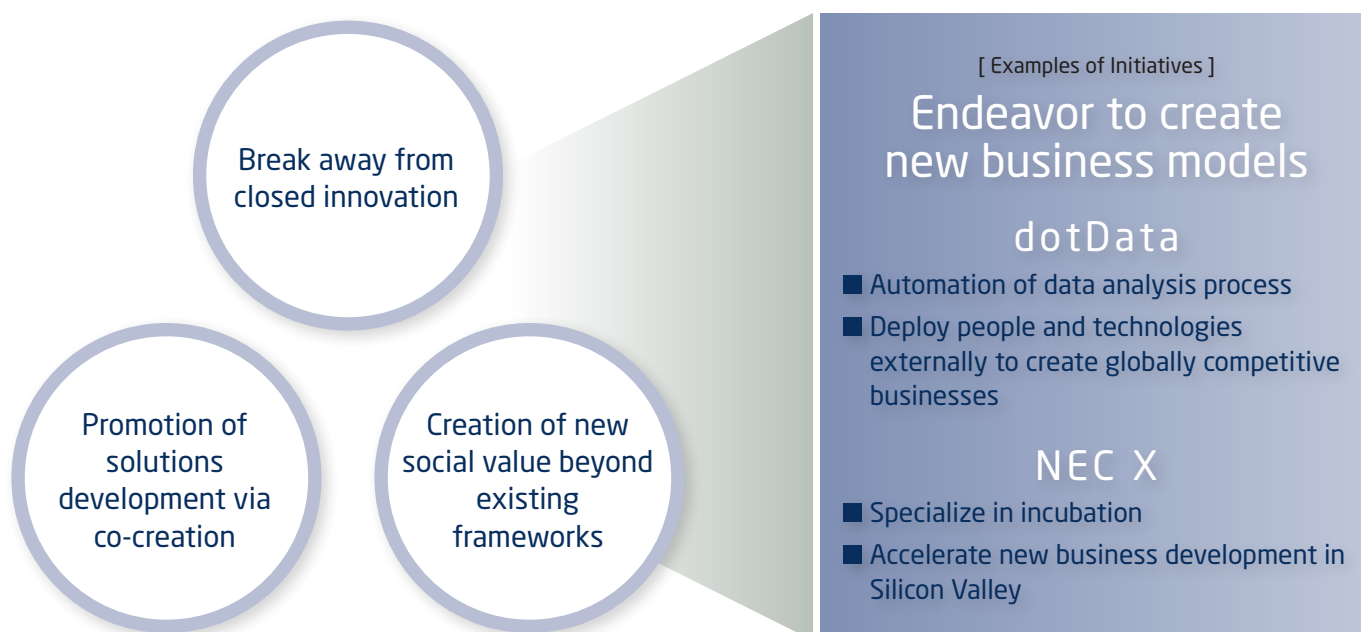 Break away from
closed innovation
Promotion of
solutions
development via
co-creation
Creation of new
social value beyond
existing
frameworks
[ Examples of Initiatives ]
Endeavor to create
new business models
dotData
■ Automation of data analysis process
■ Deploy people and technologies
externally to create globally competitive
businesses
NEC X
■ Specialize in incubation
■ Accelerate new business development in
Silicon Valley